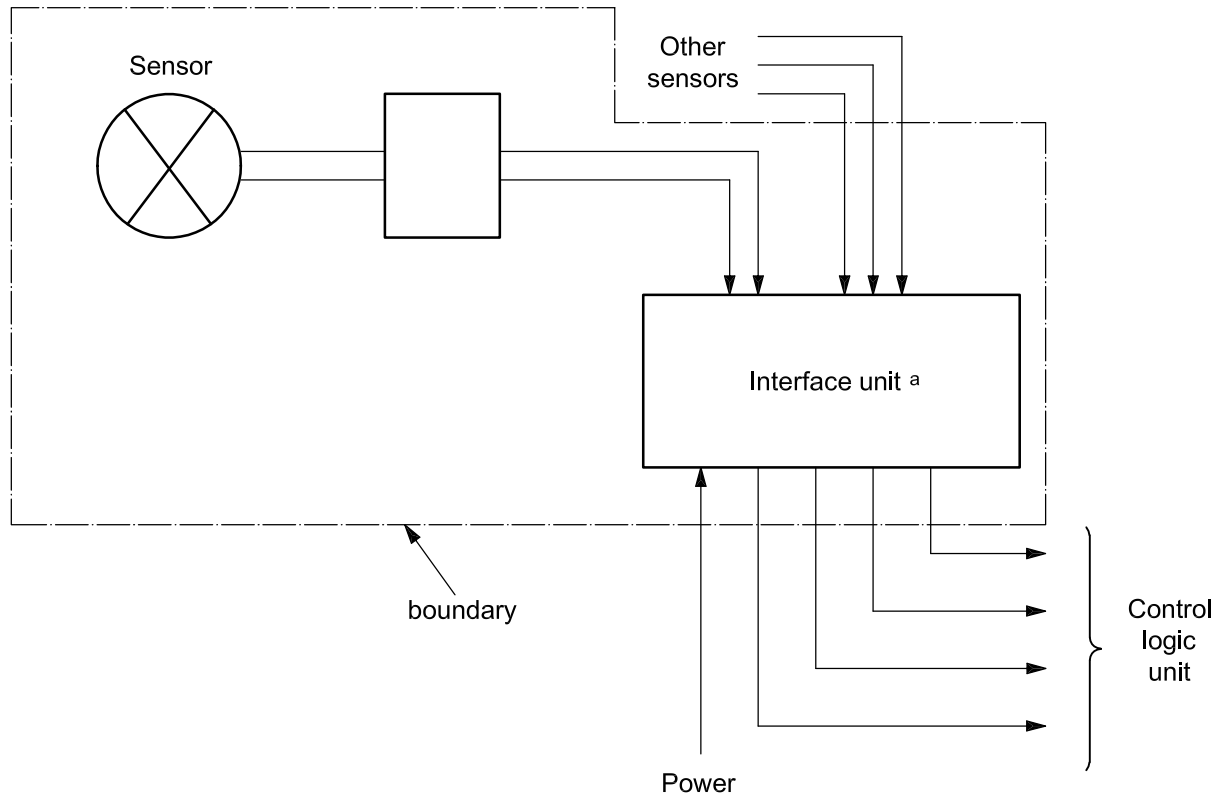 Sensor
Other
sensors
Interface unit a
boundary
Control
logic
unit
Power